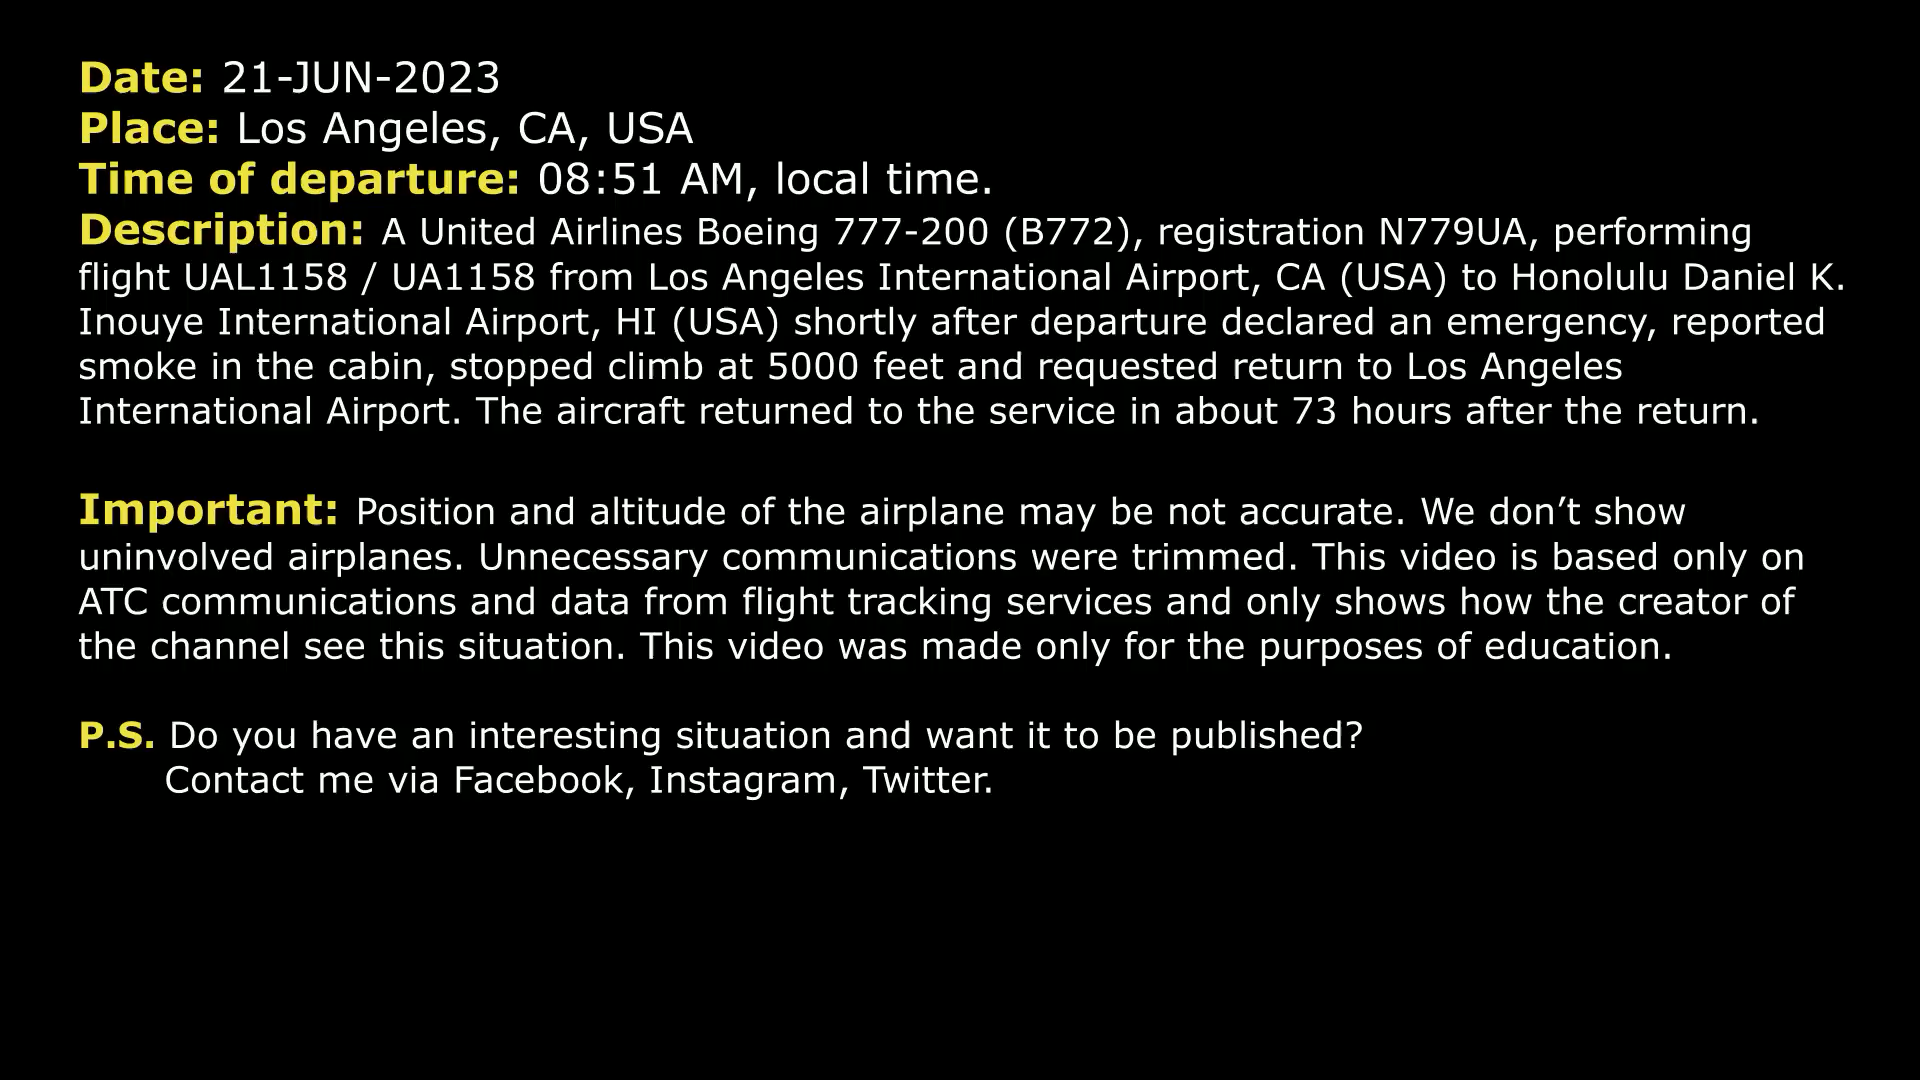 Date: 21-JUN-2023
Place: Los Angeles, CA, USA
Time of departure: 08:51 AM, local time.
Description: A United Airlines Boeing 777-200 (B772), registration N779UA, performing
flight UAL1158 / UA1158 from Los Angeles International Airport, CA (USA) to Honolulu Daniel K.
Inouye International Airport, HI (USA) shortly after departure declared an emergency, reported
smoke in the cabin, stopped climb at 5000 feet and requested return to Los Angeles
International Airport. The aircraft returned to the service in about 73 hours after the return.
Important: Position and altitude of the airplane may be not accurate. We don’t show
uninvolved airplanes. Unnecessary communications were trimmed. This video is based only on
ATC communications and data from flight tracking services and only shows how the creator of
the channel see this situation. This video was made only for the purposes of education.
P.S. Do you have an interesting situation and want it to be published?
Contact me via Facebook, Instagram, Twitter.